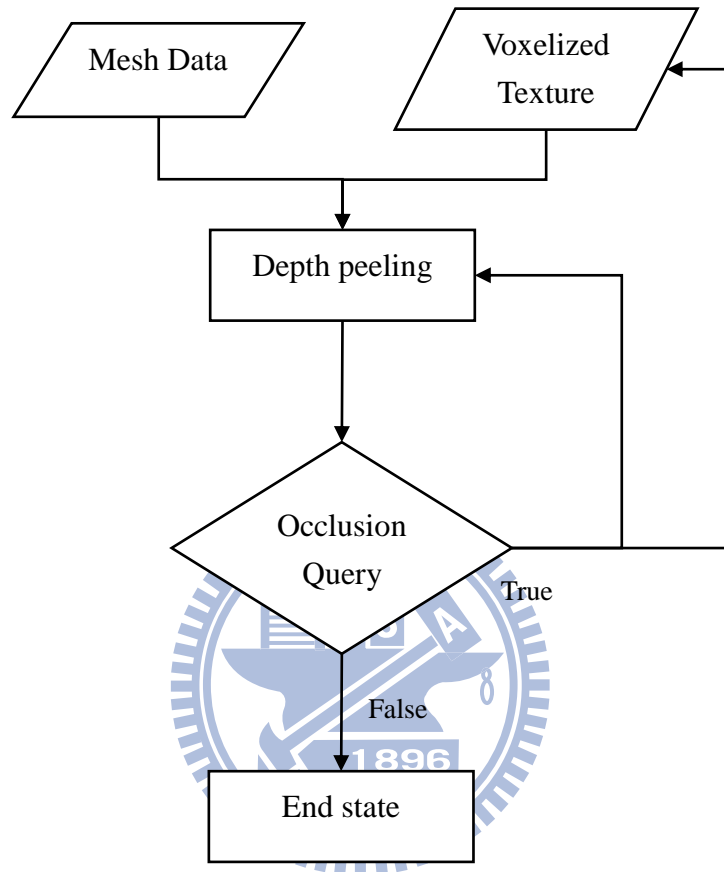 Mesh Data
Voxelized
Texture
Depth peeling
Occlusion
Query
True
A
False
1896
End state